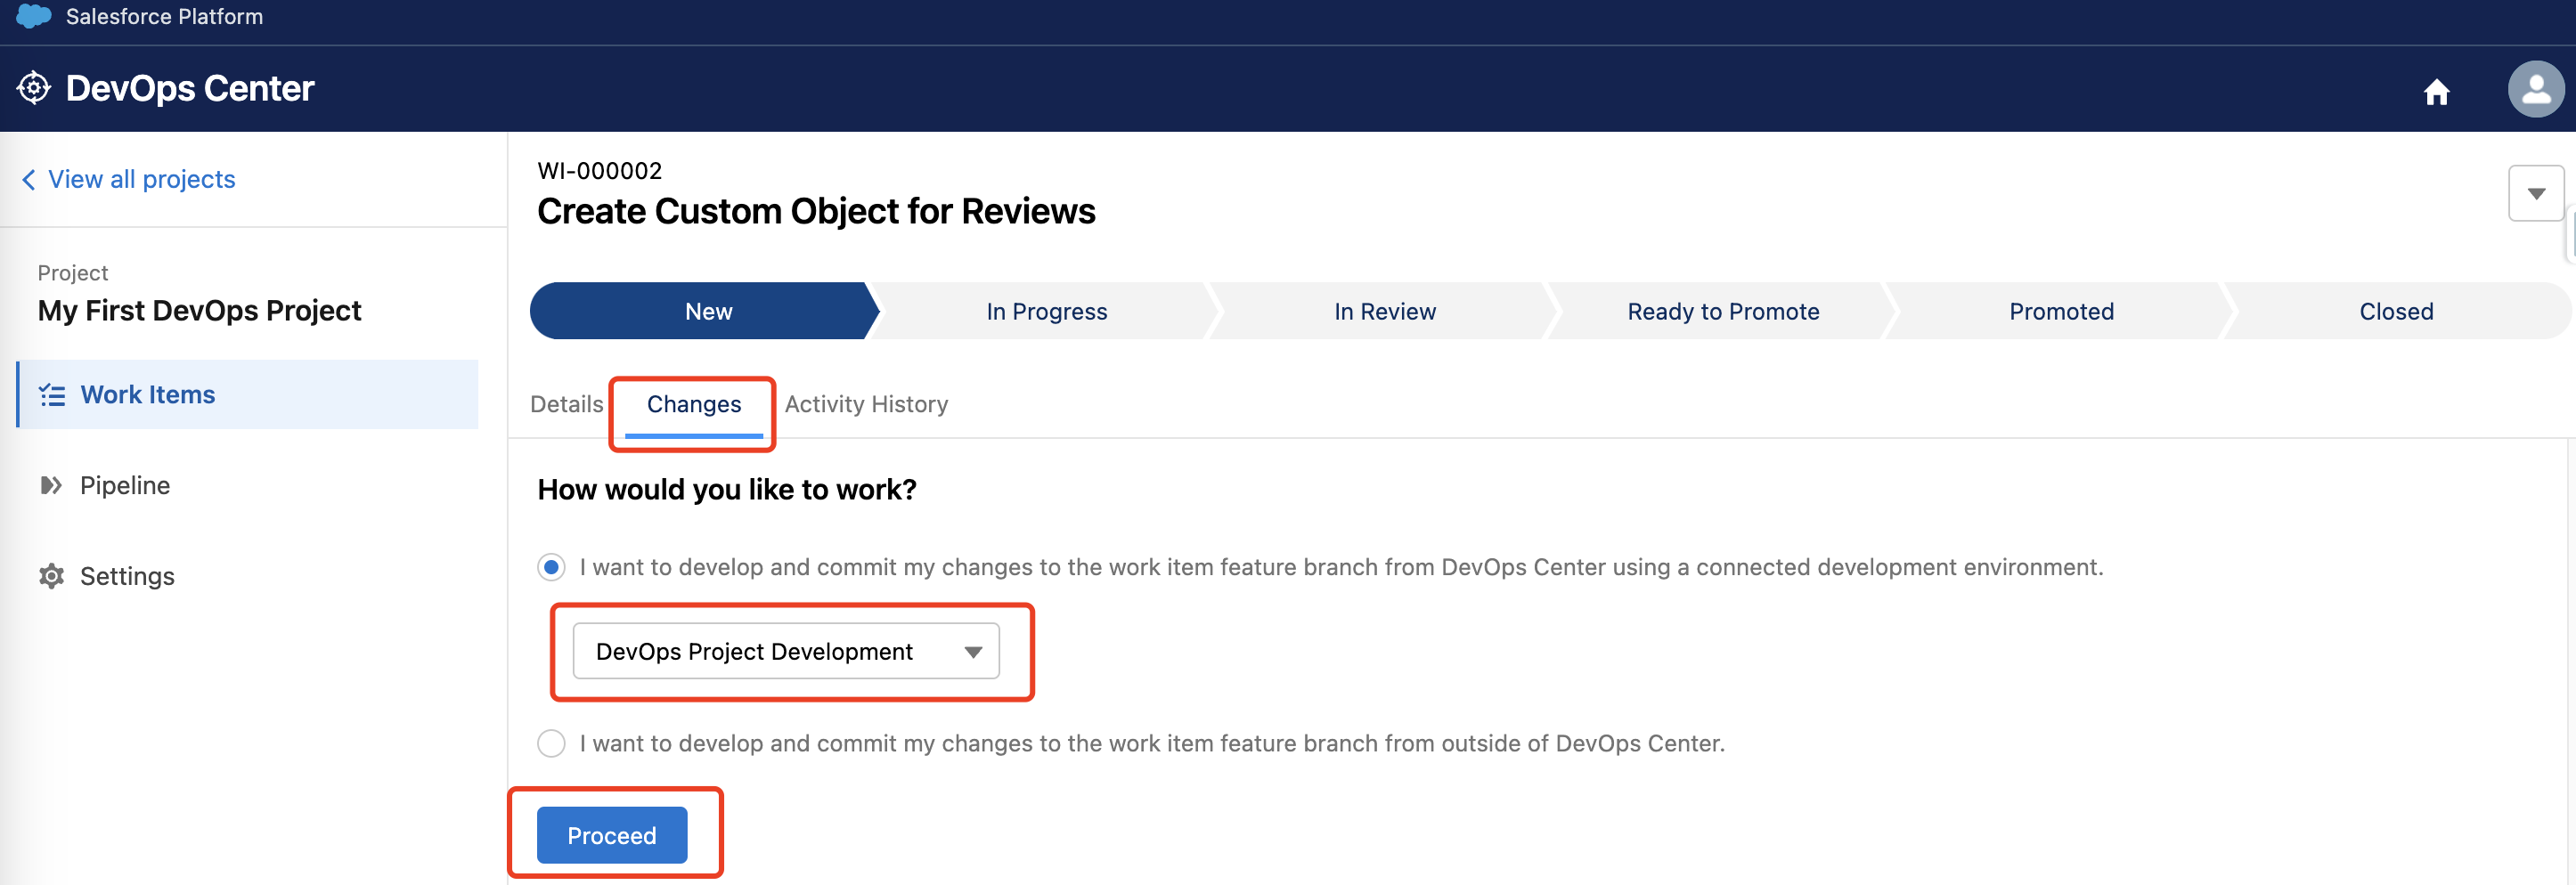 Salesforce Platform
DevOps Center
View all projects
Project
My First DevOps Project
Work Items
Pipeline
Settings
WI-000002
Create Custom Object for Reviews
New In Progress In Review Ready to Promote Promoted Closed
Details Changes Activity History
How would you like to work?
I want to develop and commit my changes to the work item feature branch from DevOps Center using a connected development environment.
DevOps Project Development
I want to develop and commit my changes to the work item feature branch from outside of DevOps Center.
Proceed